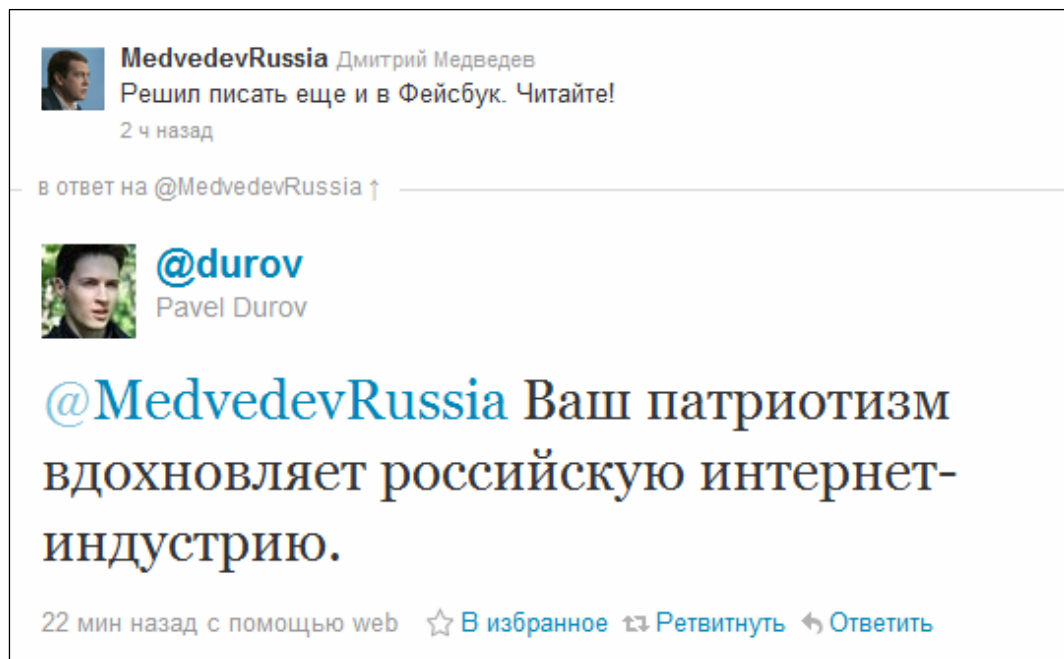 MedvedevRussia Дмитрий Медведев
Решил писать еще и в Фейсбук. Читайте!
2 ч назад
в ответ на @MedvedevRussia ↑
@durov
Pavel Durov
@MedvedevRussia Ваш патриотизм
вдохновляет российскую интернет-
индустрию.
22 мин назад с помощью web В избранное Ретвитнуть Ответить